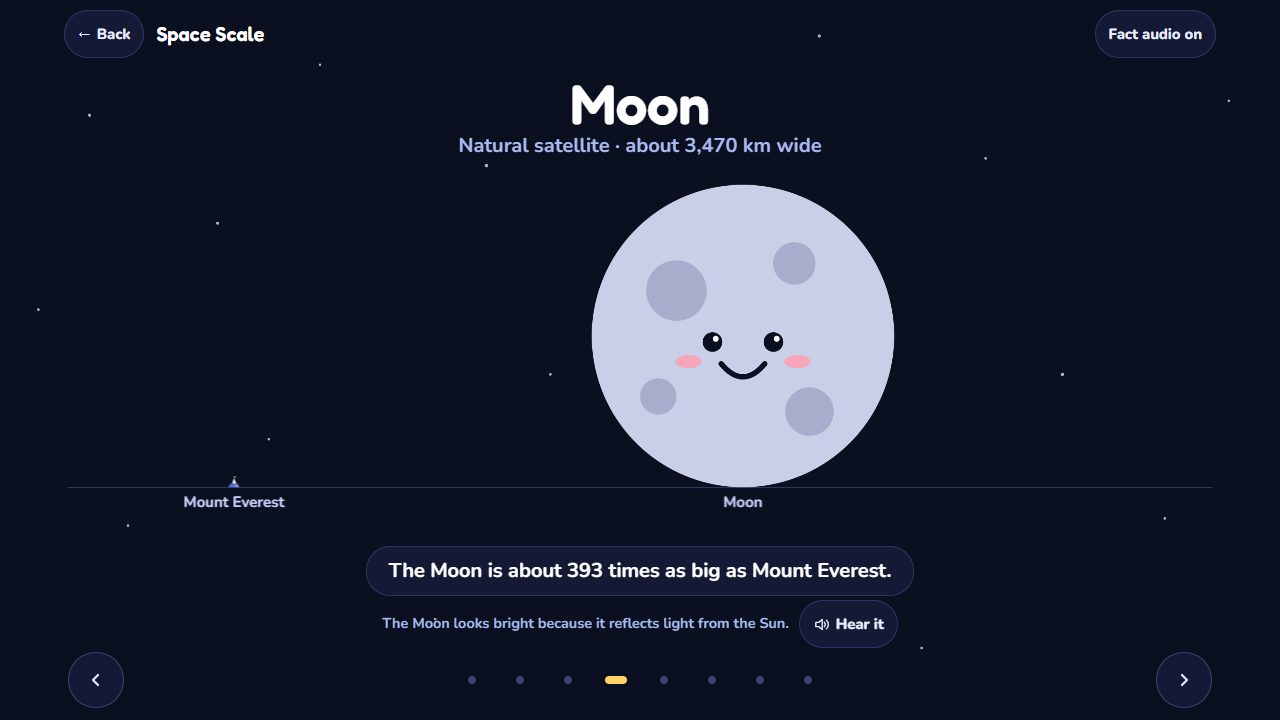 ← Back
Space Scale
Fact audio on
Moon
Natural satellite · about 3,470 km wide
Mount Everest
Moon
The Moon is about 393 times as big as Mount Everest.
The Moon looks bright because it reflects light from the Sun.
Hear it